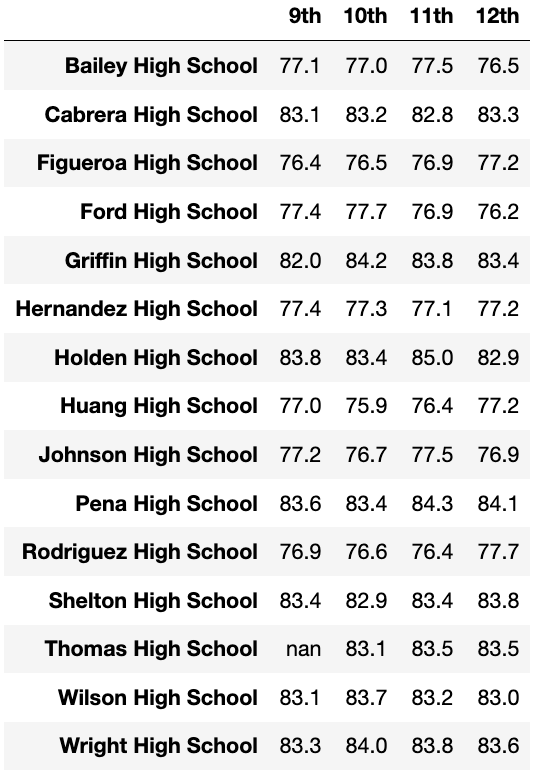 9th 10th 11th 12th
Bailey High School 77.1 77.0 77.5 76.5
Cabrera High School 83.1 83.2 82.8 83.3
Figueroa High School 76.4 76.5 76.9 77.2
Ford High School 77.4 77.7 76.9 76.2
Griffin High School 82.0 84.2 83.8 83.4
Hernandez High School 77.4 77.3 77.1 77.2
Holden High School 83.8 83.4 85.0 82.9
Huang High School 77.0 75.9 76.4 77.2
Johnson High School 77.2 76.7 77.5 76.9
Pena High School 83.6 83.4 84.3 84.1
Rodriguez High School 76.9 76.6 76.4 77.7
Shelton High School 83.4 82.9 83.4 83.8
Thomas High School nan 83.1 83.5 83.5
Wilson High School 83.1 83.7 83.2 83.0
Wright High School 83.3 84.0 83.8 83.6